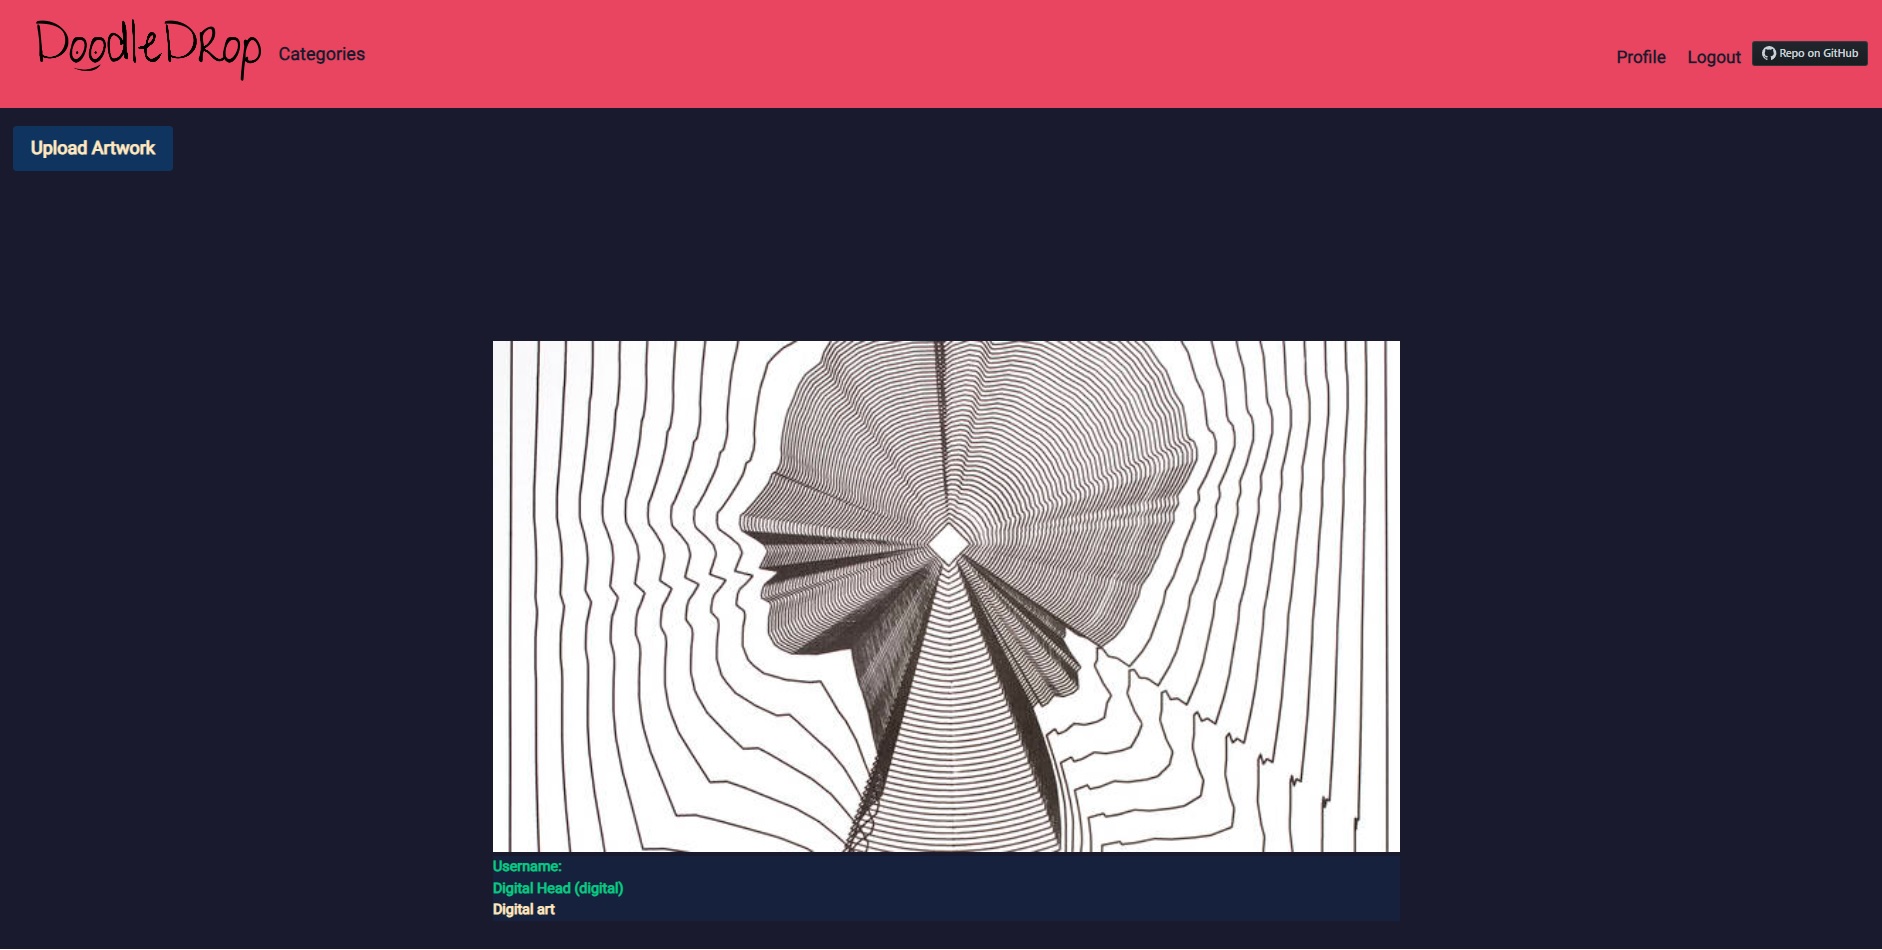 DoodleDRop
Categories
Profile
Logout
Repo on GitHub
Upload Artwork
Username:
Digital Head (digital)
Digital art